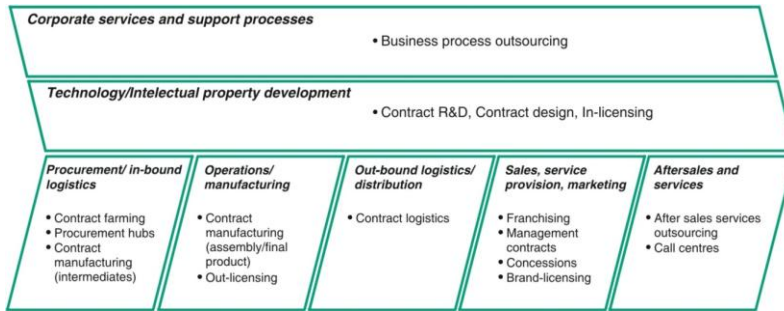 Corporate services and support processes
• Business process outsourcing
Technology/Intelectual property development
• Contract R&D, Contract design, In-licensing
Procurement/ in-bound
logistics
• Contract farming
• Procurement hubs
• Contract
manufacturing
(intermediates)
Operations/
manufacturing
• Contract
manufacturing
(assembly/final
product)
• Out-licensing
Out-bound logistics/
distribution
• Contract logistics
Sales, service
provision, marketing
• Franchising
• Management
contracts
• Concessions
• Brand-licensing
Aftersales and
services
• After sales services
outsourcing
• Call centres